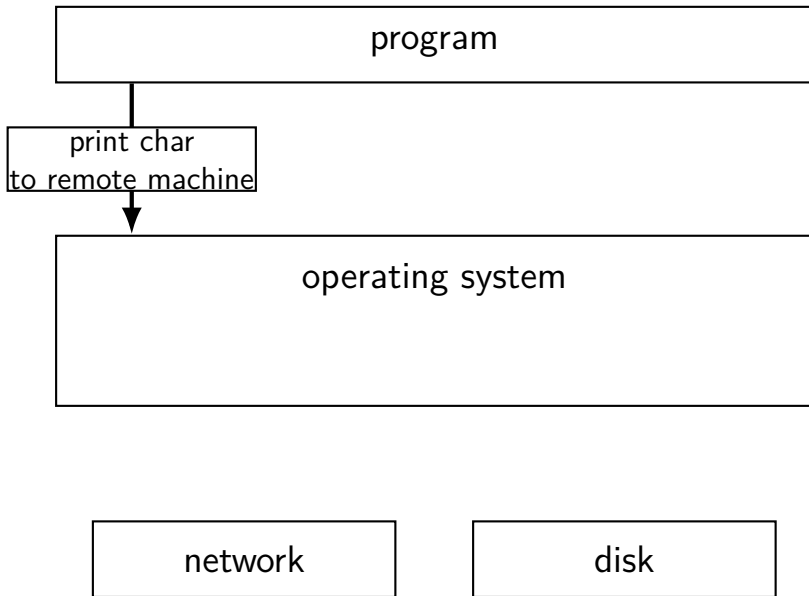 program
print char
to remote machine
operating system
network
disk